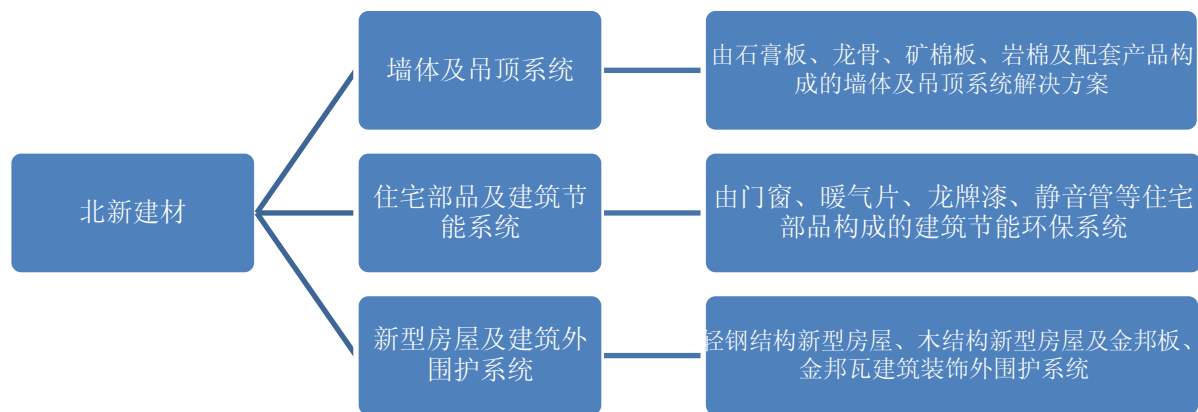 北新建材
墙体及吊顶系统
由石膏板、龙骨、矿棉板、岩棉及配套产品构
成的墙体及吊顶系统解决方案
住宅部品及建筑节
能系统
由门窗、暖气片、龙牌漆、静音管等住宅
部品构成的建筑节能环保系统
新型房屋及建筑外
围护系统
轻钢结构新型房屋、木结构新型房屋及金邦板、
金邦瓦建筑装饰外围护系统